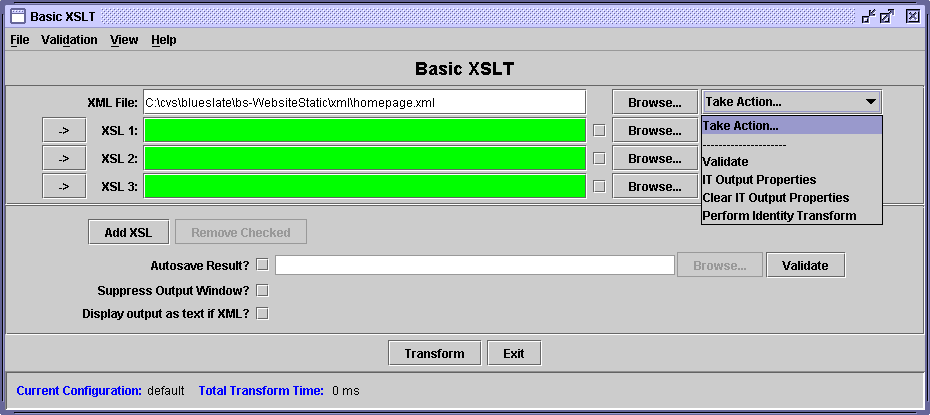 Basic XSLT
File Validation View Help
Basic XSLT
XML File: C:\cvs\blueslate\bs-WebsiteStatic\xml\homepage.xml Browse... Take Action...
-> XSL 1: Browse... Take Action...
--------------------
-> XSL 2: Browse... Validate
IT Output Properties
-> XSL 3: Browse... Clear IT Output Properties
Perform Identity Transform
Add XSL Remove Checked
Autosave Result? Browse... Validate
Suppress Output Window?
Display output as text if XML?
Transform Exit
Current Configuration: default Total Transform Time: 0 ms